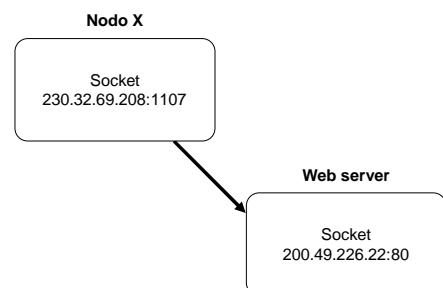 Nodo X
Socket
230.32.69.208:1107
Web server
Socket
200.49.226.22:80